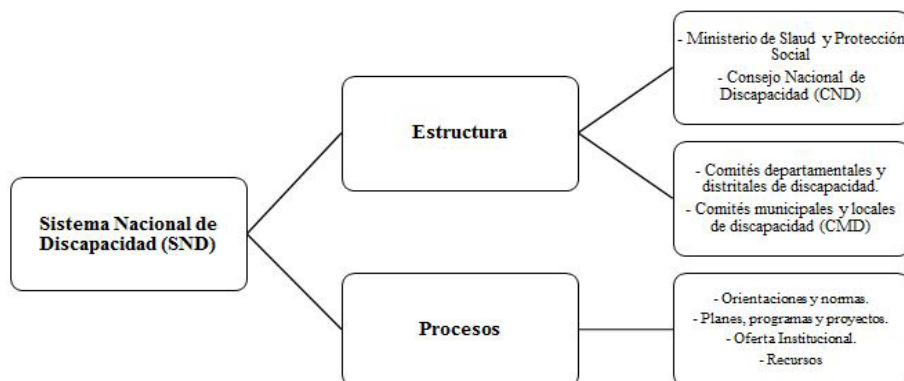 - Ministerio de Slaud y Protección
Social
- Consejo Nacional de
Discapacidad (CND)
Estructura
- Comités departamentales y
distritales de discapacidad.
- Comités municipales y locales
de discapacidad (CMD)
Sistema Nacional de
Discapacidad (SND)
Procesos
- Orientaciones y normas.
- Planes, programas y proyectos.
- Oferta Institucional.
- Recursos